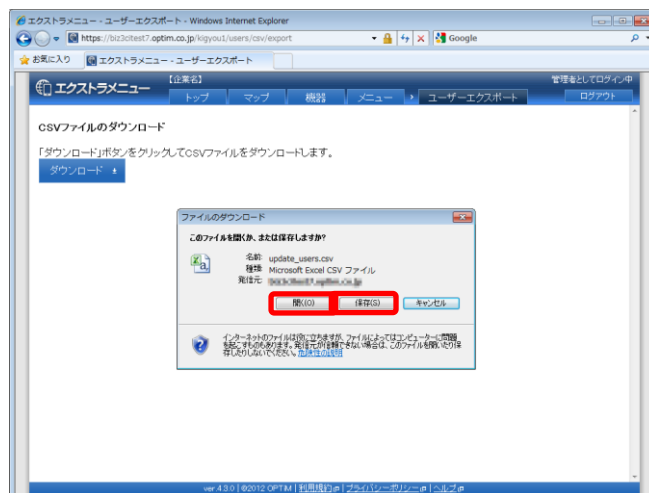 エクストラメニュー - ユーザーエクスポート - Windows Internet Explorer
https://biz3citest7.optim.co.jp/kigyou1/users/csv/export
Google
お気に入り
エクストラメニュー - ユーザーエクスポート
エクストラメニュー
【企業名】
管理者としてログイン中
トップ
マップ
機器
メニュー
ユーザーエクスポート
ログアウト
CSVファイルのダウンロード
「ダウンロード」ボタンをクリックしてCSVファイルをダウンロードします。
ダウンロード
ファイルのダウンロード
このファイルを開くか、または保存しますか?
名前: update_users.csv
種類: Microsoft Excel CSV ファイル
発信元:
開く(O)
保存(S)
キャンセル
インターネットのファイルは役に立ちますが、ファイルによってはコンピューターに問題
を起こすものもあります。発信元が信頼できない場合は、このファイルを開いたり保
存したりしないでください。危険性の説明
ver.4.3.0 | ©2012 OPTiM | 利用規約 | プライバシーポリシー | ヘルプ